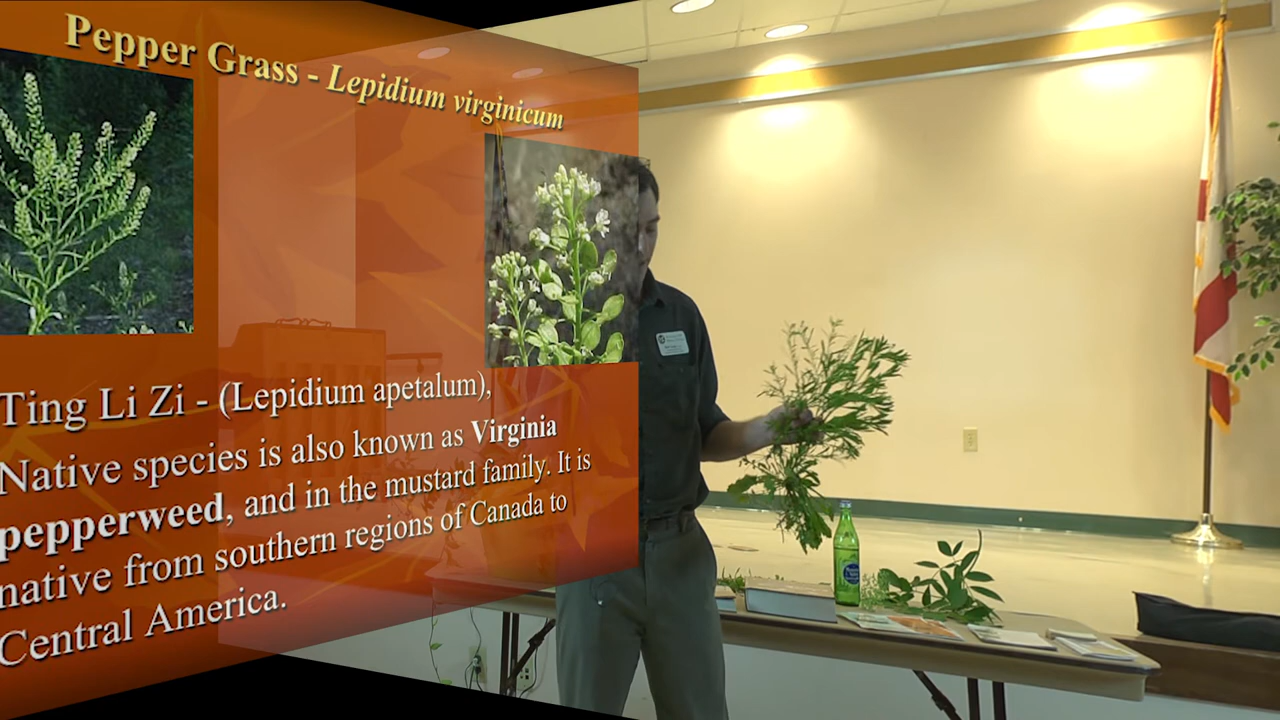 Pepper Grass - Lepidium virginicum
Ting Li Zi - (Lepidium apetalum),
Native species is also known as Virginia
pepperweed, and in the mustard family. It is
native from southern regions of Canada to
Central America.